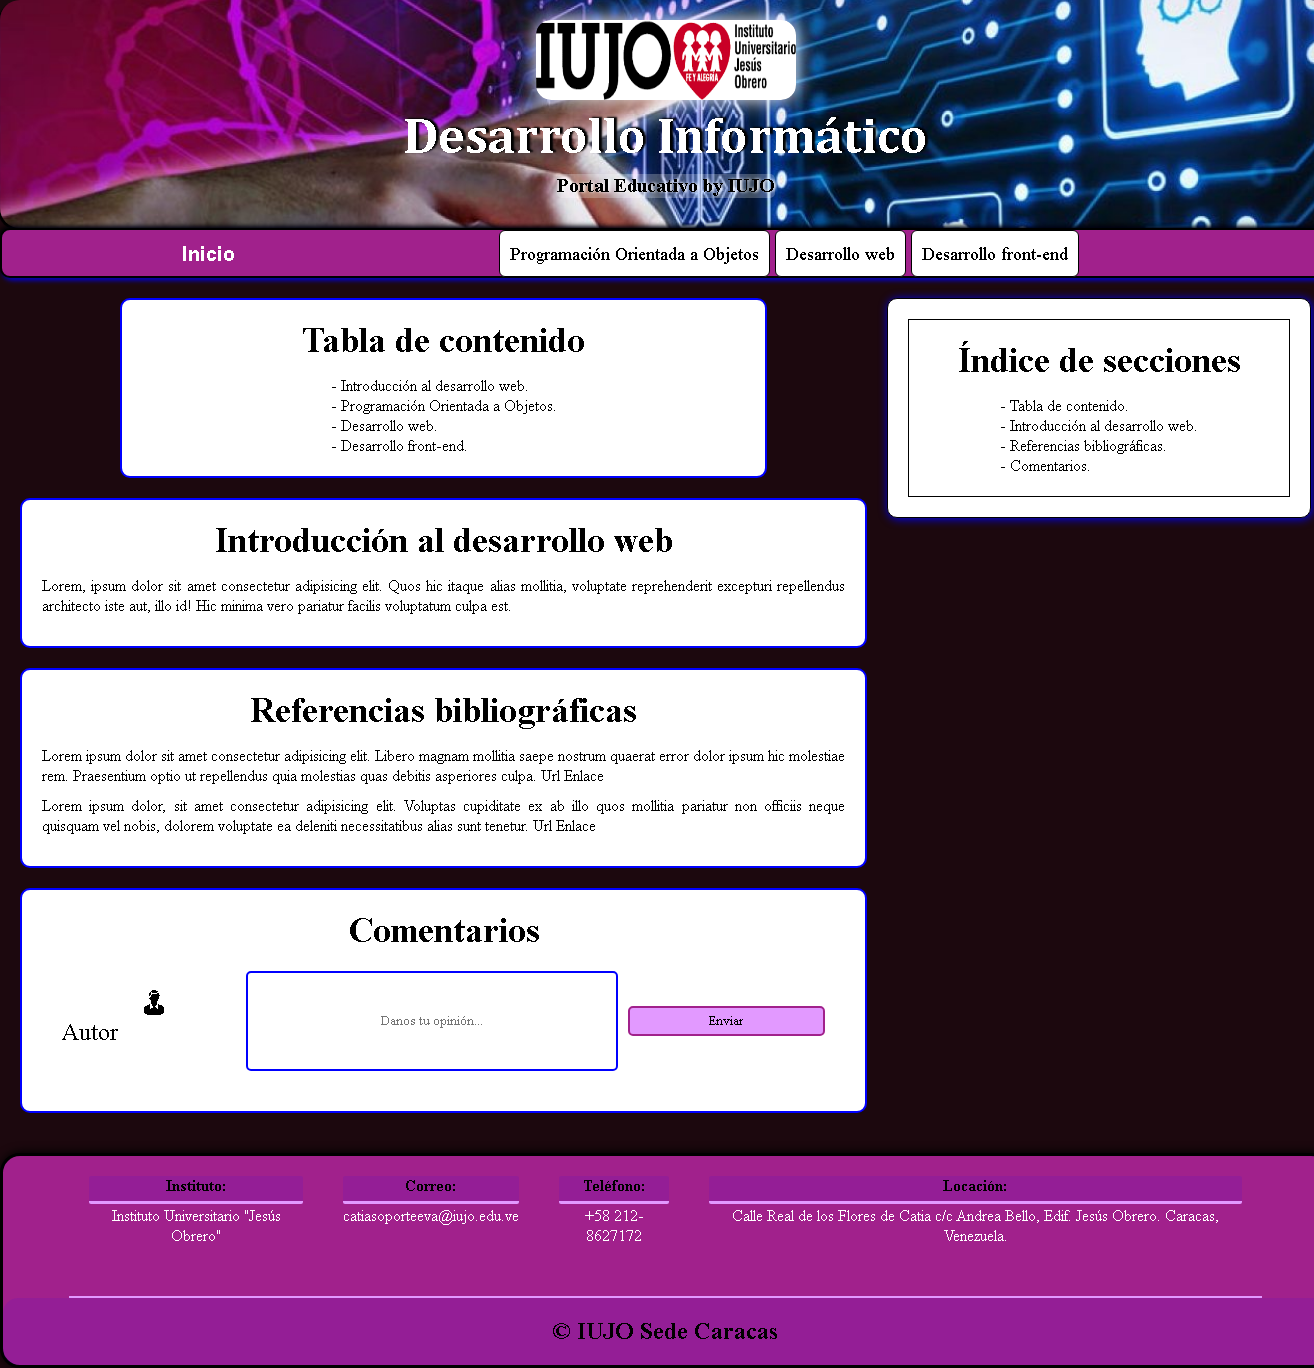 IUJO
FE Y ALEGRIA
Instituto
Universitario
Jesús
Obrero
Desarrollo Informático
Portal Educativo by IUJO
Inicio
Programación Orientada a Objetos
Desarrollo web
Desarrollo front-end
Tabla de contenido
- Introducción al desarrollo web.
- Programación Orientada a Objetos.
- Desarrollo web.
- Desarrollo front-end.
Índice de secciones
- Tabla de contenido.
- Introducción al desarrollo web.
- Referencias bibliográficas.
- Comentarios.
Introducción al desarrollo web
Lorem, ipsum dolor sit amet consectetur adipisicing elit. Quos hic itaque alias mollitia, voluptate reprehenderit excepturi repellendus
architecto iste aut, illo id! Hic minima vero pariatur facilis voluptatum culpa est.
Referencias bibliográficas
Lorem ipsum dolor sit amet consectetur adipisicing elit. Libero magnam mollitia saepe nostrum quaerat error dolor ipsum hic molestiae
rem. Praesentium optio ut repellendus quia molestias quas debitis asperiores culpa. Url Enlace
Lorem ipsum dolor, sit amet consectetur adipisicing elit. Voluptas cupiditate ex ab illo quos mollitia pariatur non officiis neque
quisquam vel nobis, dolorem voluptate ea deleniti necessitatibus alias sunt tenetur. Url Enlace
Comentarios
Autor
Danos tu opinión...
Enviar
Instituto:
Instituto Universitario "Jesús
Obrero"
Correo:
catiasoporteeva@iujo.edu.ve
Teléfono:
+58 212-
8627172
Locación:
Calle Real de los Flores de Catia c/c Andrea Bello, Edif. Jesús Obrero. Caracas,
Venezuela.
© IUJO Sede Caracas